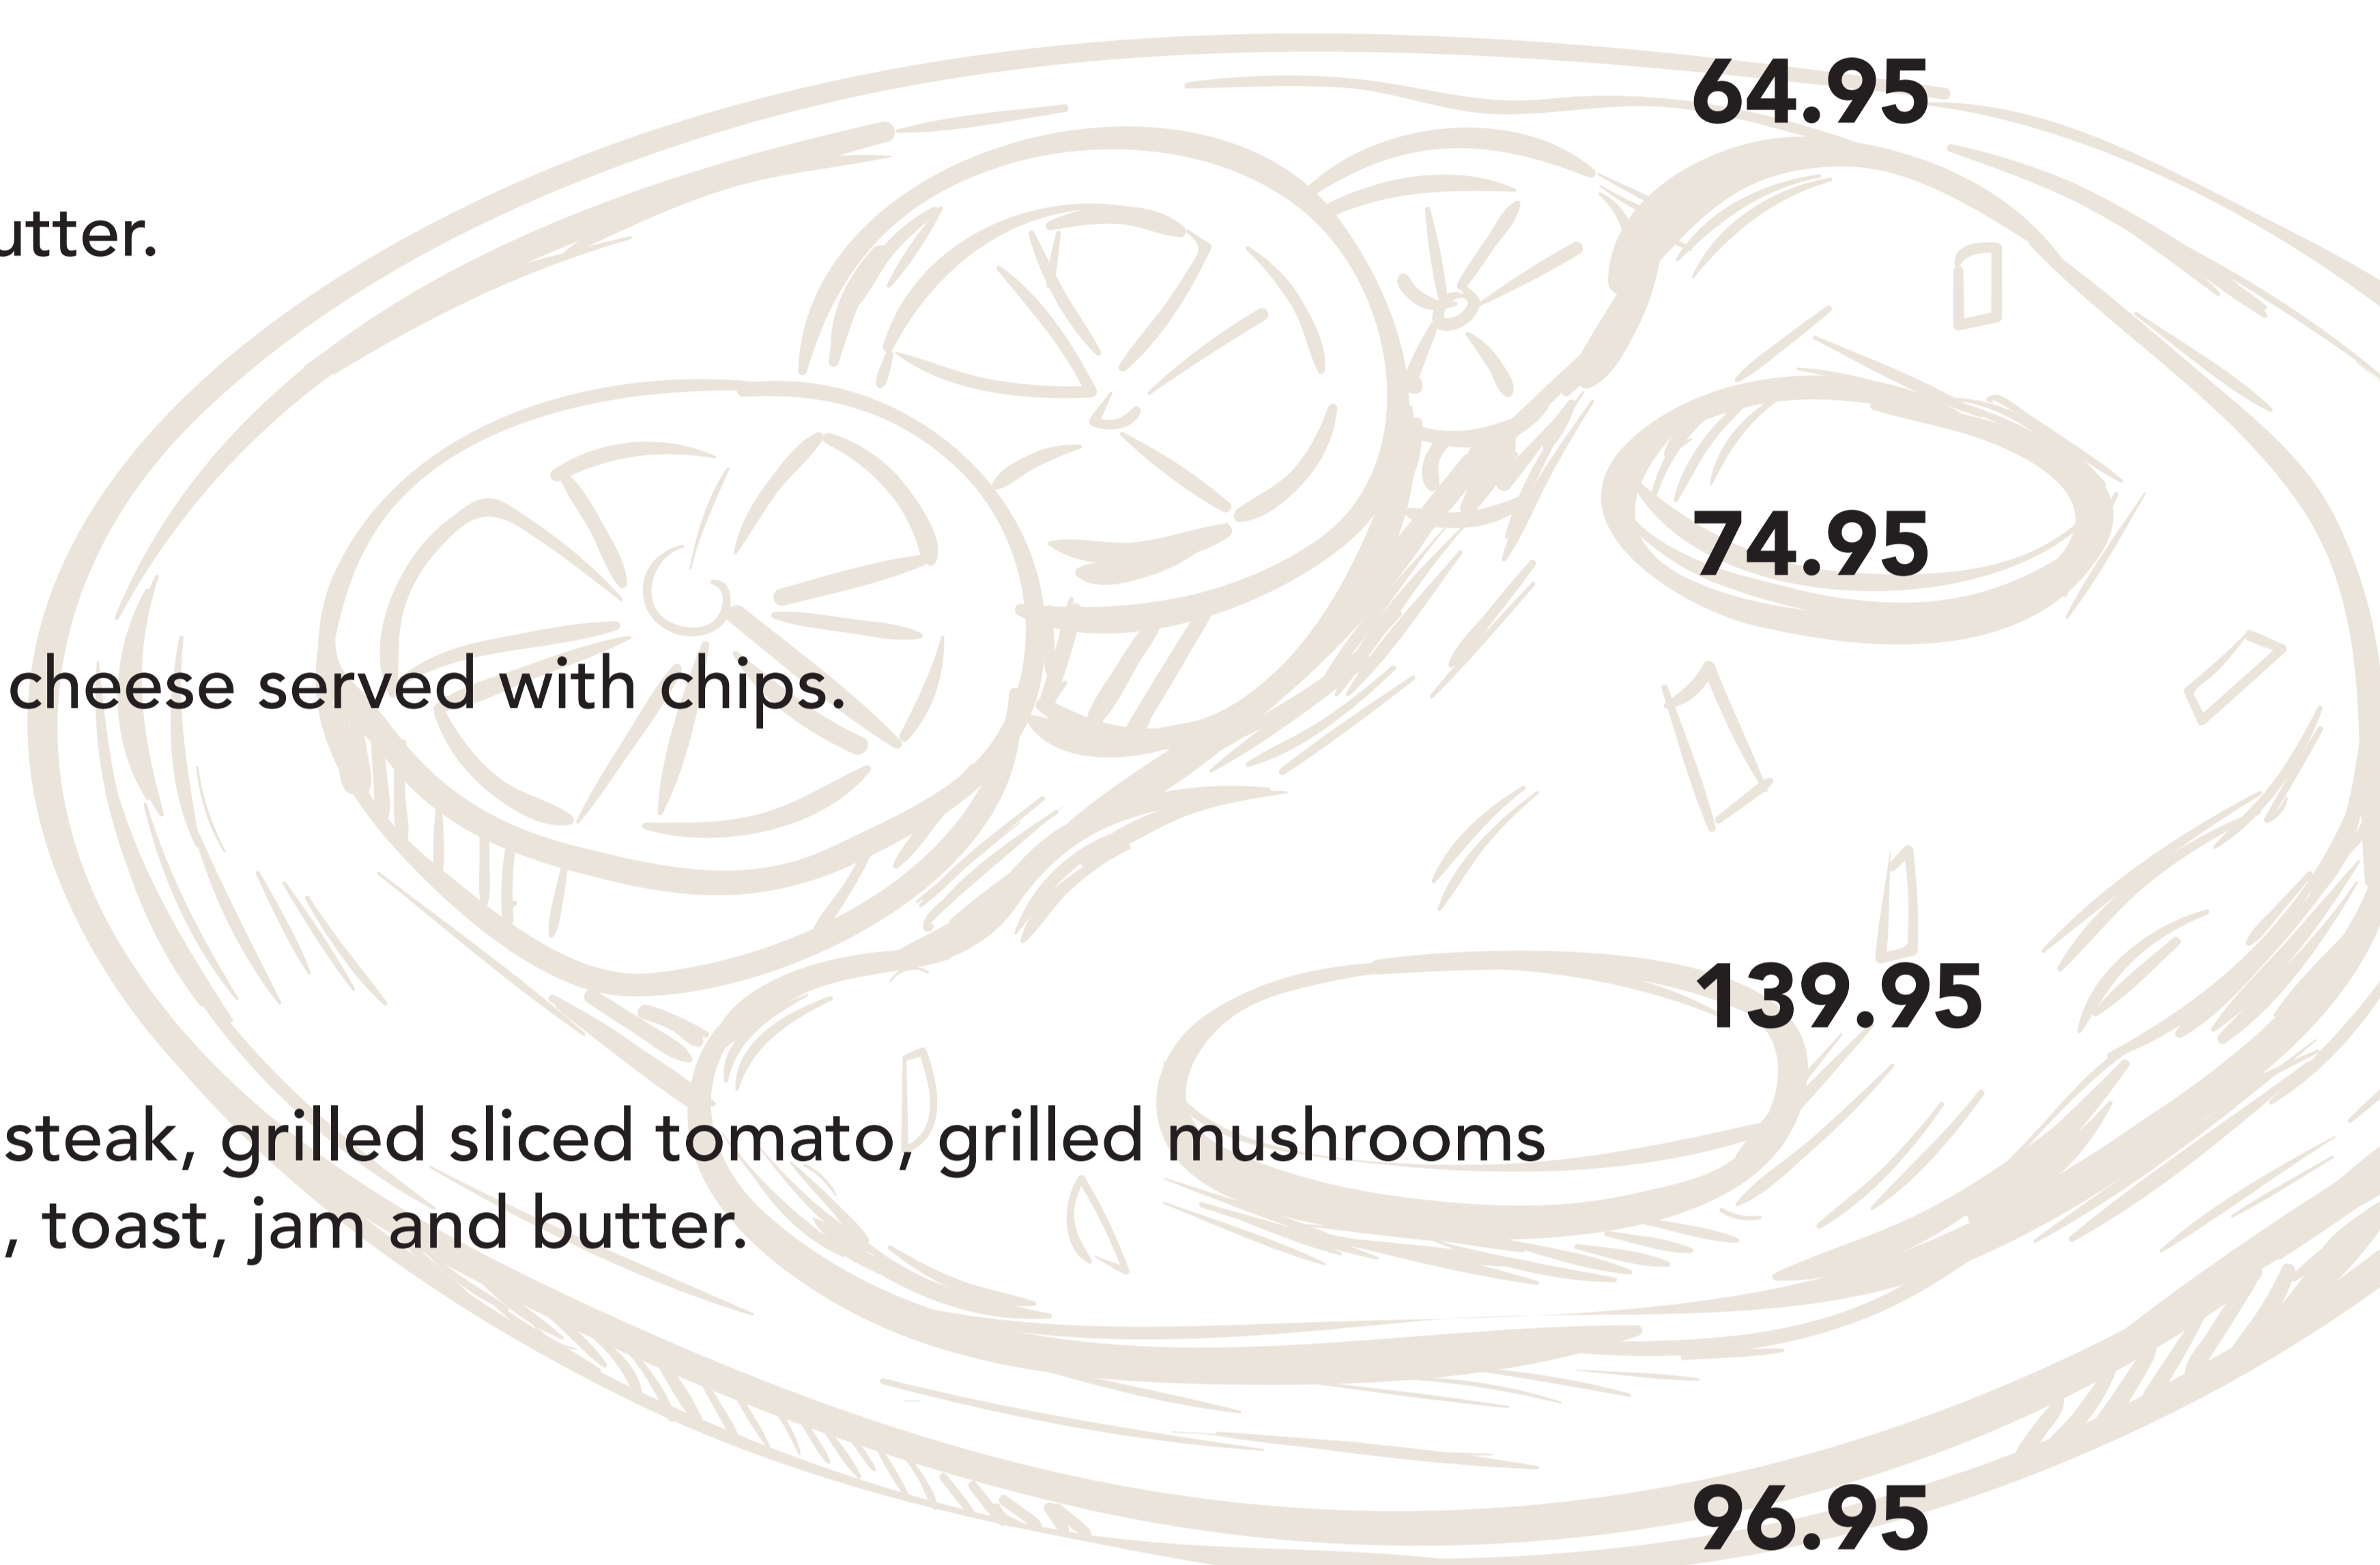 64.95
utter.
74.95
cheese served with chips.
139.95
steak, grilled sliced tomato, grilled mushrooms
, toast, jam and butter.
96.95